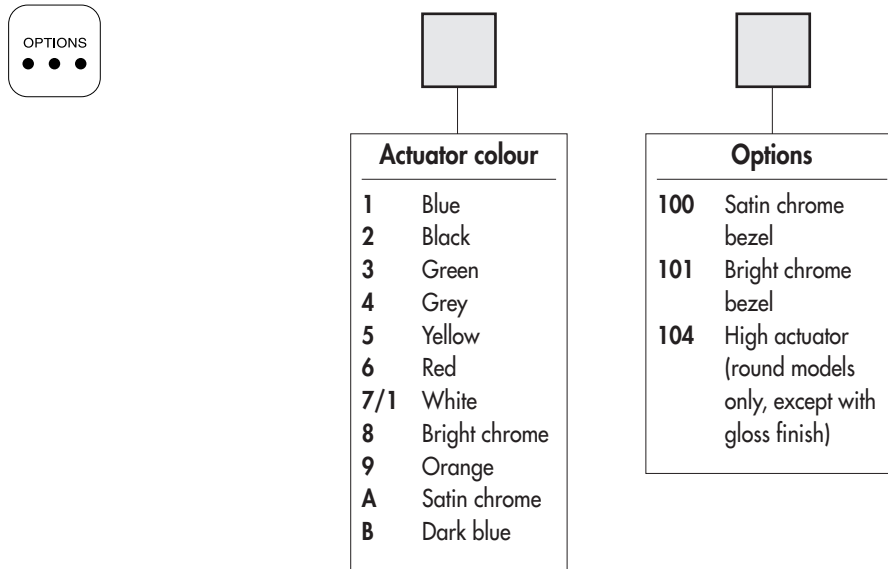 OPTIONS
Actuator colour
1 Blue
2 Black
3 Green
4 Grey
5 Yellow
6 Red
7/1 White
8 Bright chrome
9 Orange
A Satin chrome
B Dark blue
Options
100 Satin chrome
bezel
101 Bright chrome
bezel
104 High actuator
(round models
only, except with
gloss finish)